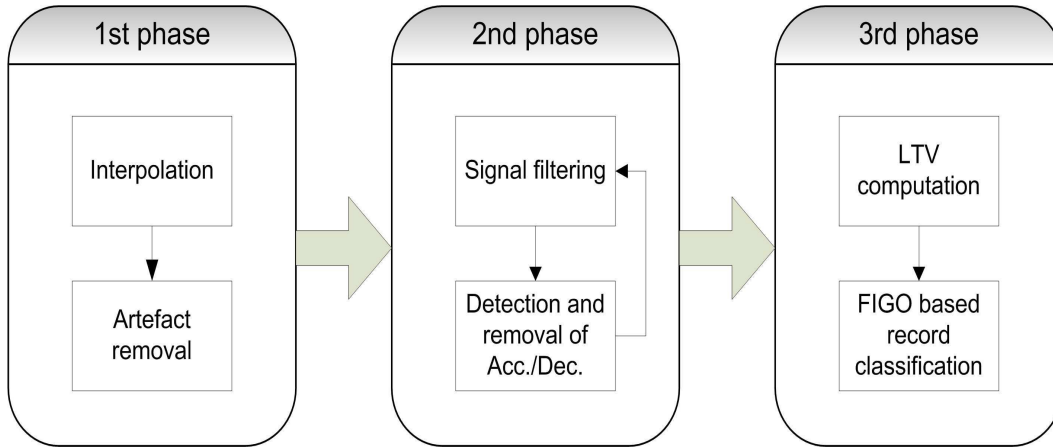 1st phase
Interpolation
Artefact
removal
2nd phase
Signal filtering
Detection and
removal of
Acc./Dec.
3rd phase
LTV
computation
FIGO based
record
classification